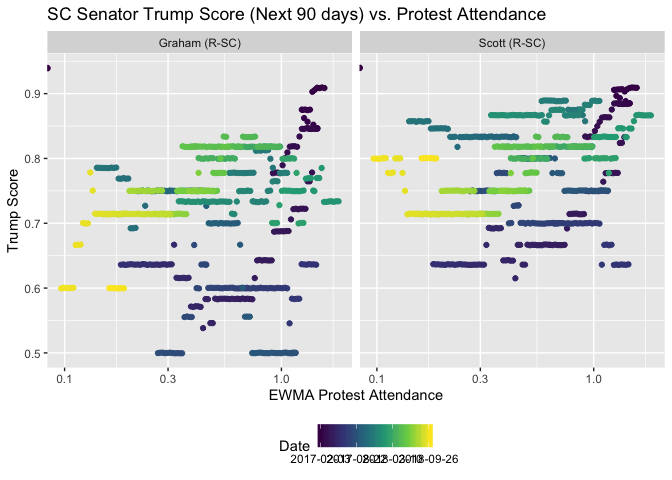 SC Senator Trump Score (Next 90 days) vs. Protest Attendance
Graham (R-SC)
Scott (R-SC)
0.9
0.8
0.7
0.6
0.5
Trump Score
0.1
0.3
1.0
0.1
0.3
1.0
EWMA Protest Attendance
Date